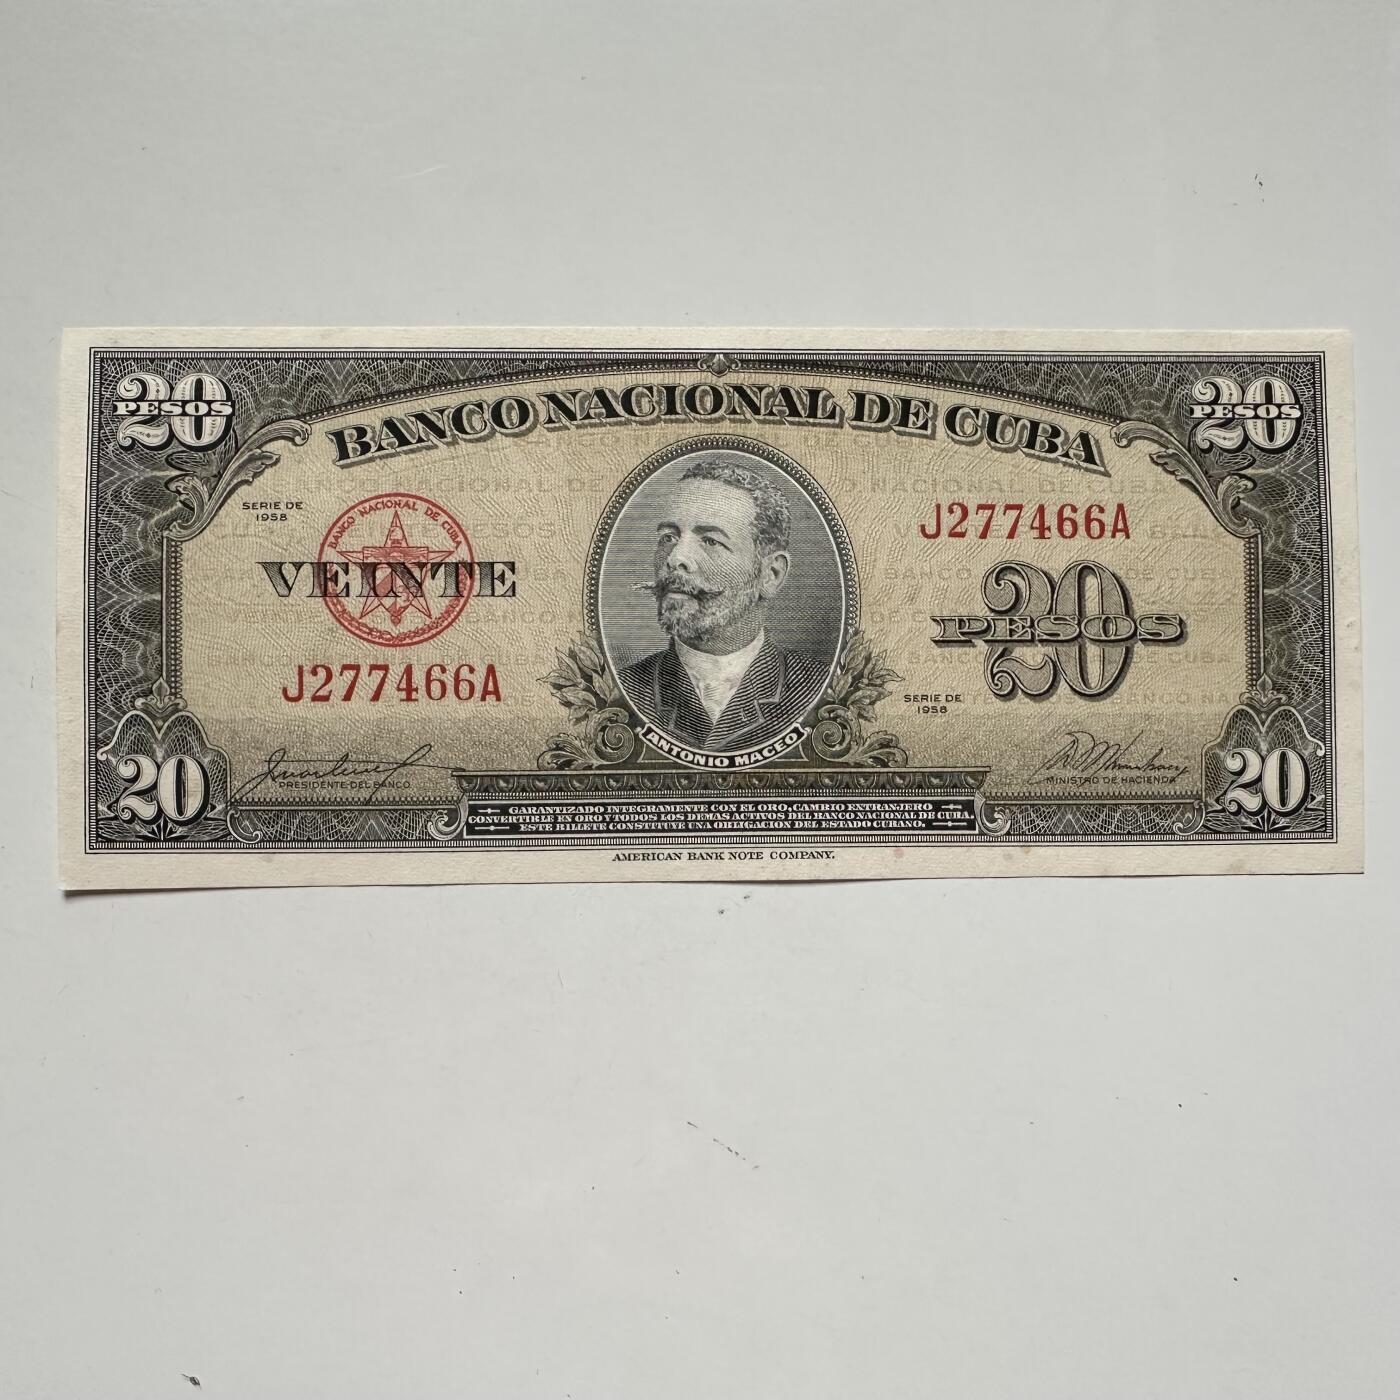 20
PESOS
BANCO NACIONAL DE CUBA
20
PESOS
SERIE DE
1958
BANCO NACIONAL DE CUBA
VEINTE
J277466A
J277466A
20
PESOS
SERIE DE
1958
ANTONIO MACEO
PRESIDENTE DEL BANCO
MINISTRO DE HACIENDA
20
20
GARANTIZADO INTEGRAMENTE CON EL ORO, CAMBIO EXTRANJERO
CONVERTIBLE EN ORO Y TODOS LOS DEMAS ACTIVOS DEL BANCO NACIONAL DE CUBA.
ESTE BILLETE CONSTITUYE UNA OBLIGACION DEL ESTADO CUBANO.
AMERICAN BANK NOTE COMPANY.